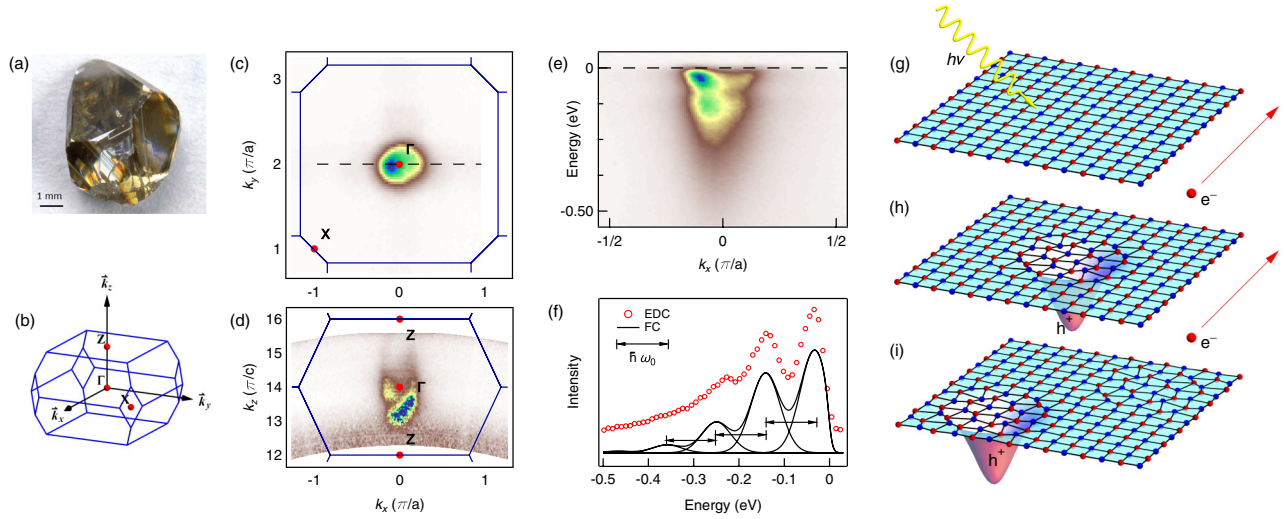 (a)
1 mm
(b)
k⃗z
Z
Γ
X
k⃗x
k⃗y
(c)
3
2
1
ky (π/a)
Γ
X
-1
0
1
(d)
16
14
13
12
kz (π/c)
Z
Γ
Z
-1
0
1
kx (π/a)
(e)
0
-0.50
Energy (eV)
-1/2
0
1/2
kx (π/a)
(f)
EDC
FC
ħ ω0
Intensity
-0.5
-0.4
-0.3
-0.2
-0.1
0
Energy (eV)
(g)
hν
e−
(h)
h+
e−
(i)
h+